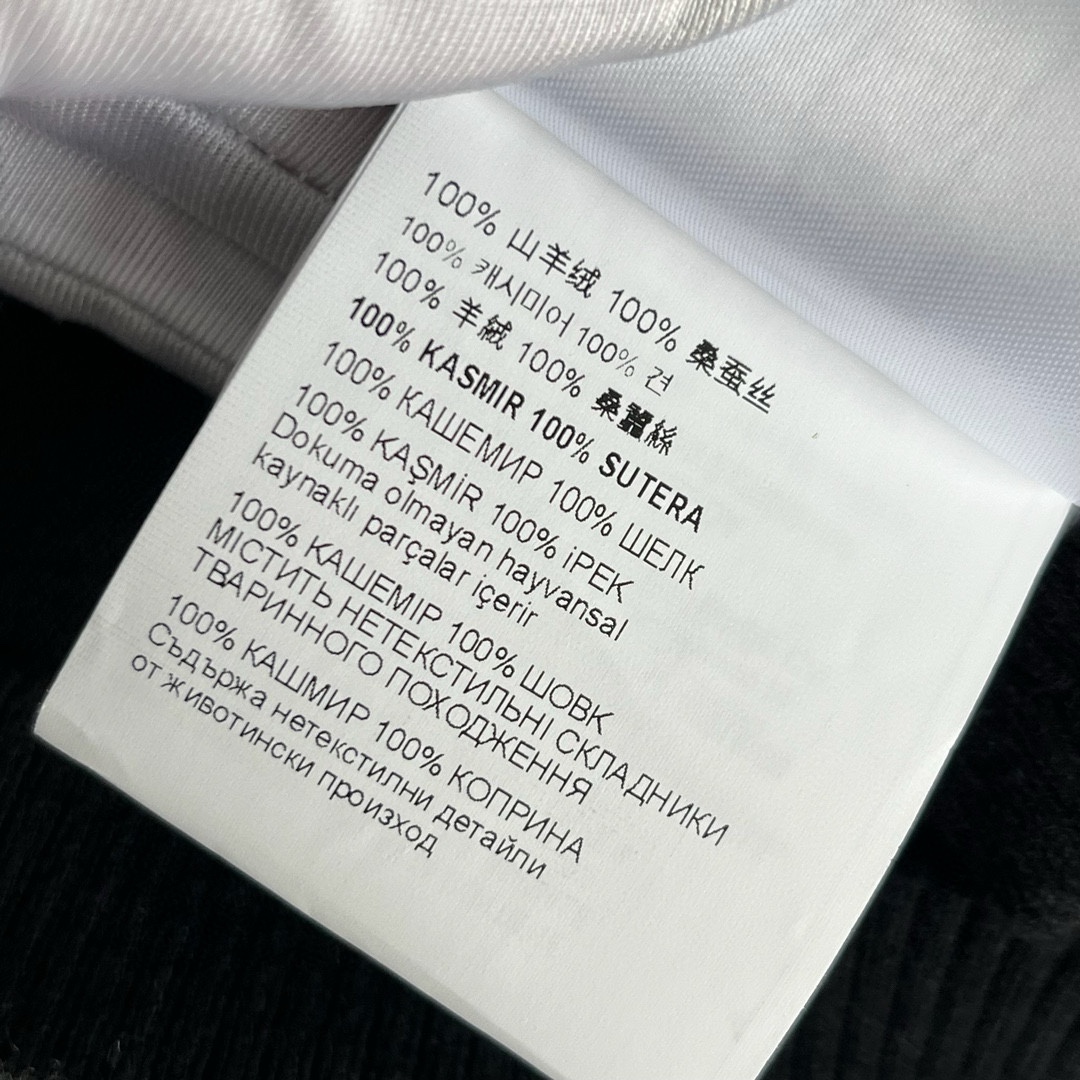 100% 山羊绒 100% 桑蚕丝
100% 캐시미어 100% 견
100% 羊絨 100% 桑蠶絲
100% KASMIR 100% SUTERA
100% КАШЕМИР 100% ШЕЛК
100% KAŞMİR 100% iPEK
Dokuma olmayan hayvansal
kaynaklı parçalar içerir
100% КАШЕМІР 100% ШОВК
МІСТИТЬ НЕТЕКСТИЛЬНІ СКЛАДНИКИ
ТВАРИННОГО ПОХОДЖЕННЯ
100% КАШМИР 100% КОПРИНА
Съдържа нетекстилни детайли
от животински произход